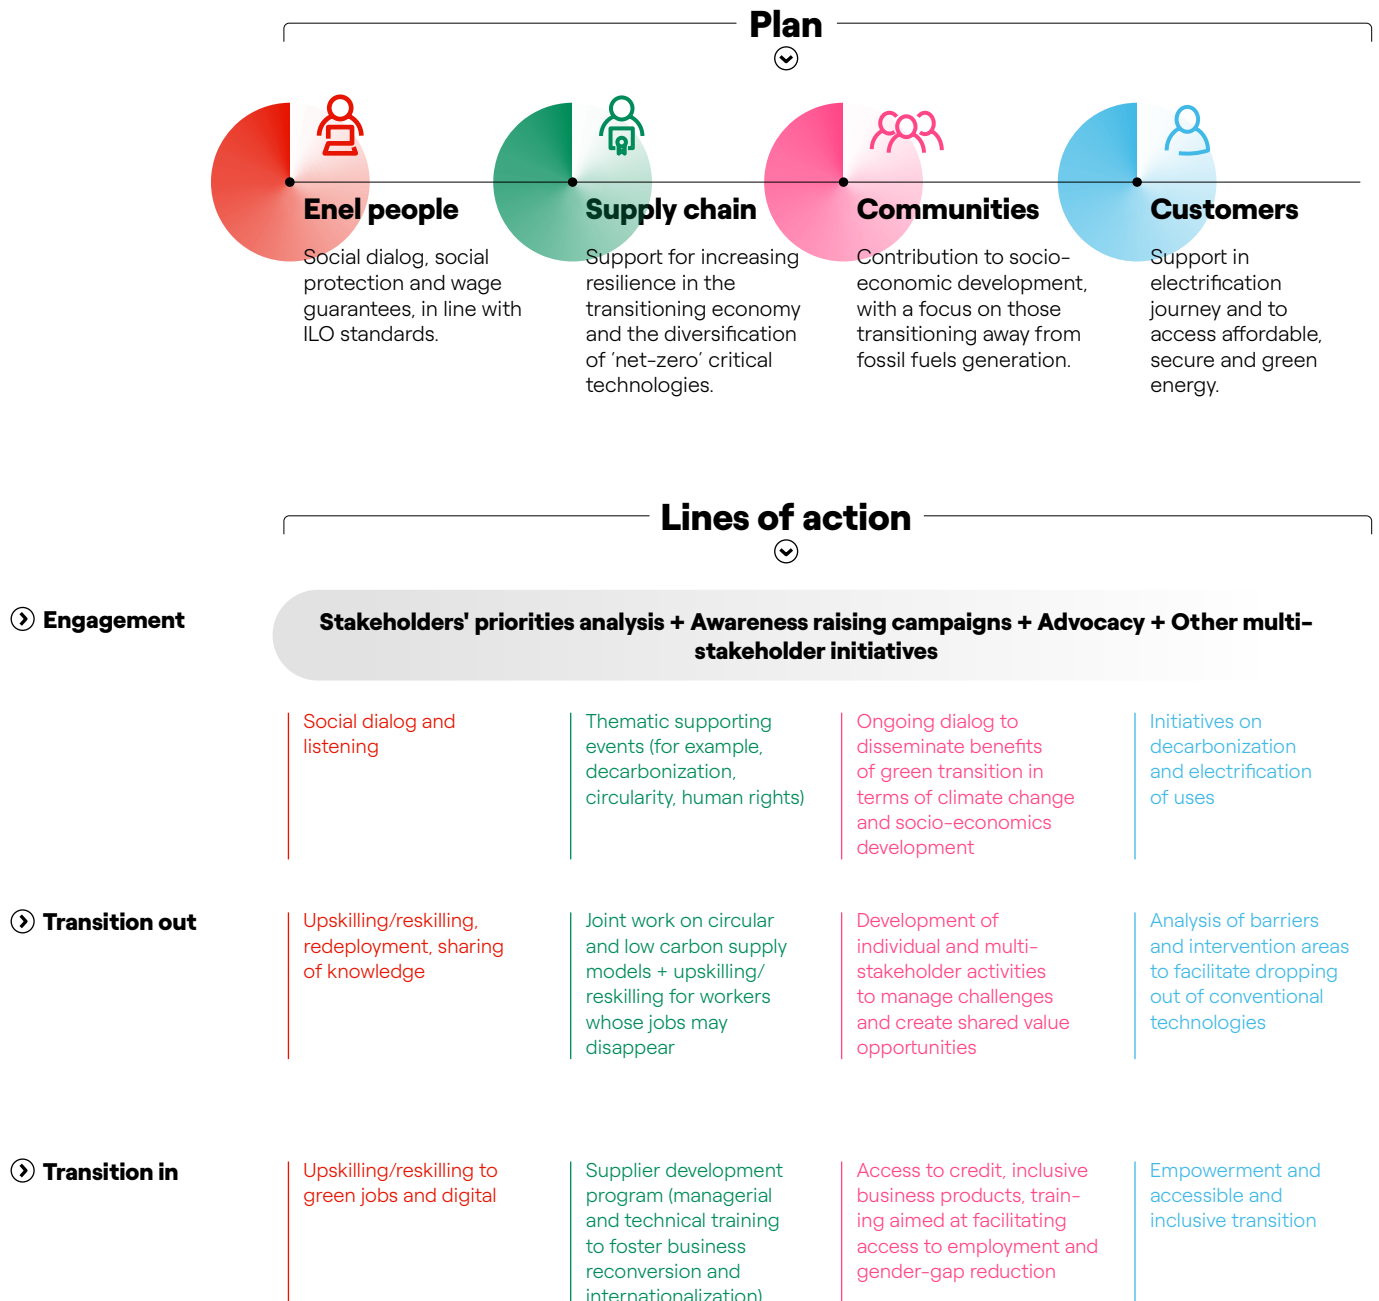 Plan
Enel people
Social dialog, social
protection and wage
guarantees, in line with
ILO standards.
Supply chain
Support for increasing
resilience in the
transitioning economy
and the diversification
of ‘net-zero’ critical
technologies.
Communities
Contribution to socio-
economic development,
with a focus on those
transitioning away from
fossil fuels generation.
Customers
Support in
electrification
journey and to
access affordable,
secure and green
energy.
Lines of action
Engagement
Stakeholders' priorities analysis + Awareness raising campaigns + Advocacy + Other multi-
stakeholder initiatives
Social dialog and
listening
Thematic supporting
events (for example,
decarbonization,
circularity, human rights)
Ongoing dialog to
disseminate benefits
of green transition in
terms of climate change
and socio-economics
development
Initiatives on
decarbonization
and electrification
of uses
Transition out
Upskilling/reskilling,
redeployment, sharing
of knowledge
Joint work on circular
and low carbon supply
models + upskilling/
reskilling for workers
whose jobs may
disappear
Development of
individual and multi-
stakeholder activities
to manage challenges
and create shared value
opportunities
Analysis of barriers
and intervention areas
to facilitate dropping
out of conventional
technologies
Transition in
Upskilling/reskilling to
green jobs and digital
Supplier development
program (managerial
and technical training
to foster business
reconversion and
internationalization)
Access to credit, inclusive
business products, train-
ing aimed at facilitating
access to employment and
gender-gap reduction
Empowerment and
accessible and
inclusive transition